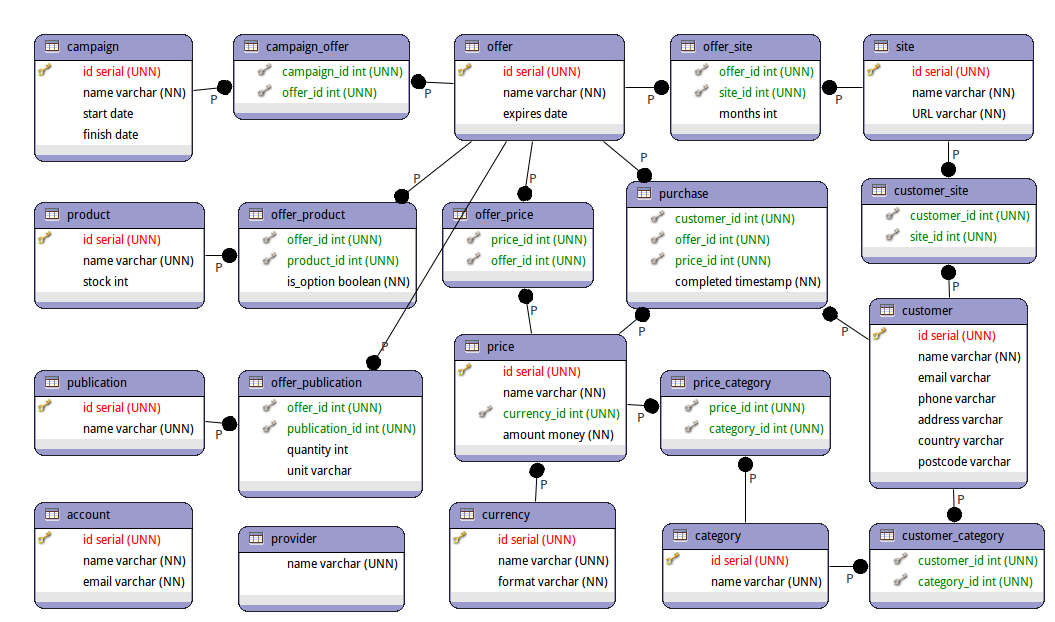 campaign
id serial (UNN)
name varchar (NN)
start date
finish date
P
campaign_offer
campaign_id int (UNN)
offer_id int (UNN)
P
offer
id serial (UNN)
name varchar (NN)
expires date
P
offer_site
offer_id int (UNN)
site_id int (UNN)
months int
P
site
id serial (UNN)
name varchar (NN)
URL varchar (NN)
P
P
P
P
product
id serial (UNN)
name varchar (UNN)
stock int
P
offer_product
offer_id int (UNN)
product_id int (UNN)
is_option boolean (NN)
offer_price
price_id int (UNN)
offer_id int (UNN)
P
purchase
customer_id int (UNN)
offer_id int (UNN)
price_id int (UNN)
completed timestamp (NN)
P
P
customer_site
customer_id int (UNN)
site_id int (UNN)
P
P
publication
id serial (UNN)
name varchar (UNN)
P
offer_publication
offer_id int (UNN)
publication_id int (UNN)
quantity int
unit varchar
price
id serial (UNN)
name varchar (NN)
currency_id int (UNN)
amount money (NN)
P
P
price_category
price_id int (UNN)
category_id int (UNN)
P
customer
id serial (UNN)
name varchar (NN)
email varchar
phone varchar
address varchar
country varchar
postcode varchar
P
account
id serial (UNN)
name varchar (NN)
email varchar (NN)
provider
name varchar (UNN)
currency
id serial (UNN)
name varchar (UNN)
format varchar (NN)
category
id serial (UNN)
name varchar (UNN)
P
customer_category
customer_id int (UNN)
category_id int (UNN)